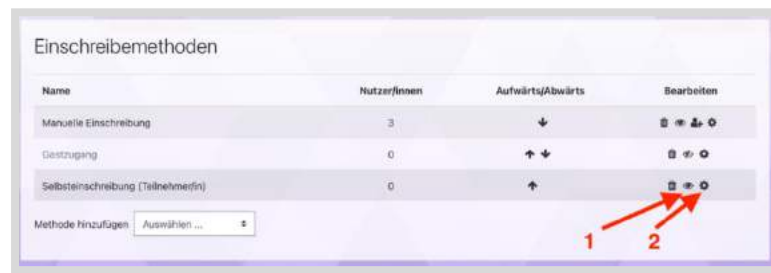 Einschreibemethoden
Name Nutzer/innen Aufwärts/Abwärts Bearbeiten
Manuelle Einschreibung 3
Gastzugang 0
Selbsteinschreibung (Teilnehmer/in) 0
Methode hinzufügen Auswählen ...
1 2